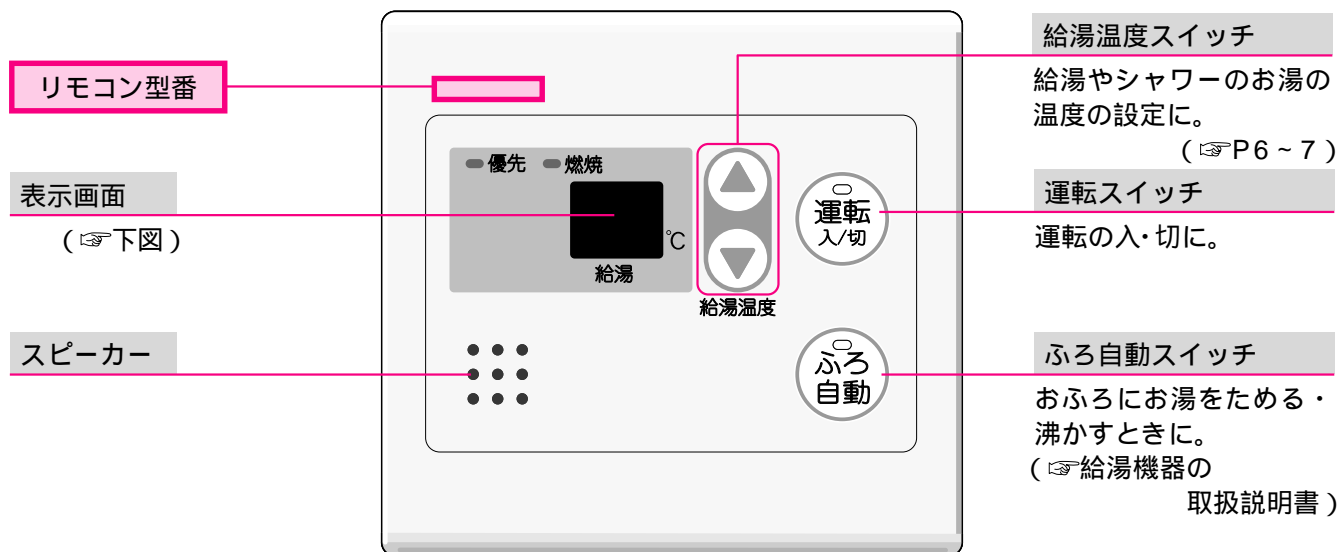 リモコン型番
表示画面
(☞下図)
スピーカー
優先 燃焼
℃
給湯
給湯温度
運転
入/切
ふろ
自動
給湯温度スイッチ
給湯やシャワーのお湯の
温度の設定に。
(☞P6~7)
運転スイッチ
運転の入・切に。
ふろ自動スイッチ
おふろにお湯をためる・
沸かすときに。
(☞給湯機器の
取扱説明書)